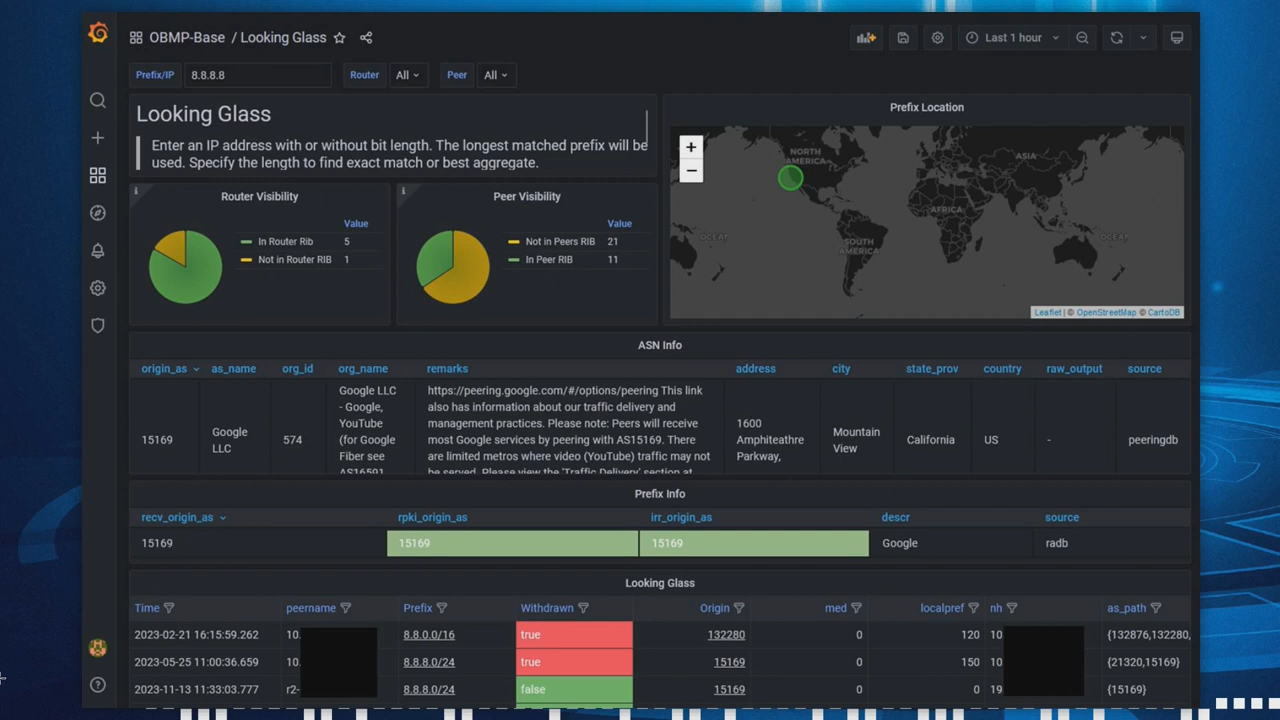 OBMP-Base / Looking Glass
Last 1 hour
Prefix/IP 8.8.8.8 Router All Peer All
Looking Glass
Enter an IP address with or without bit length. The longest matched prefix will be
used. Specify the length to find exact match or best aggregate.
Prefix Location
+
−
NORTH
AMERICA
ASIA
AFRICA
OCEAN
OCEAN
SOUTH
AMERICA
Leaflet | © OpenStreetMap © CartoDB
Router Visibility
Value
In Router Rib 5
Not in Router RIB 1
Peer Visibility
Value
Not in Peers RIB 21
In Peer RIB 11
ASN Info
origin_as as_name org_id org_name remarks address city state_prov country raw_output source
15169
Google
LLC
574
Google LLC
- Google,
YouTube
(for Google
Fiber see
AS16591
https://peering.google.com/#/options/peering This link
also has information about our traffic delivery and
management practices. Please note: Peers will receive
most Google services by peering with AS15169. There
are limited metros where video (YouTube) traffic may not
be served. Please view the 'Traffic Delivery' section at
1600
Amphiteathre
Parkway,
Mountain
View
California
US
-
peeringdb
Prefix Info
recv_origin_as rpki_origin_as irr_origin_as descr source
15169 15169 15169 Google radb
Looking Glass
Time peername Prefix Withdrawn Origin med localpref nh as_path
2023-02-21 16:15:59.262 10. 8.8.0.0/16 true 132280 0 120 10 {132876,132280,
2023-05-25 11:00:36.659 10. 8.8.8.0/24 true 15169 0 150 10 {21320,15169}
2023-11-13 11:33:03.777 r2- 8.8.8.0/24 false 15169 0 0 19 {15169}